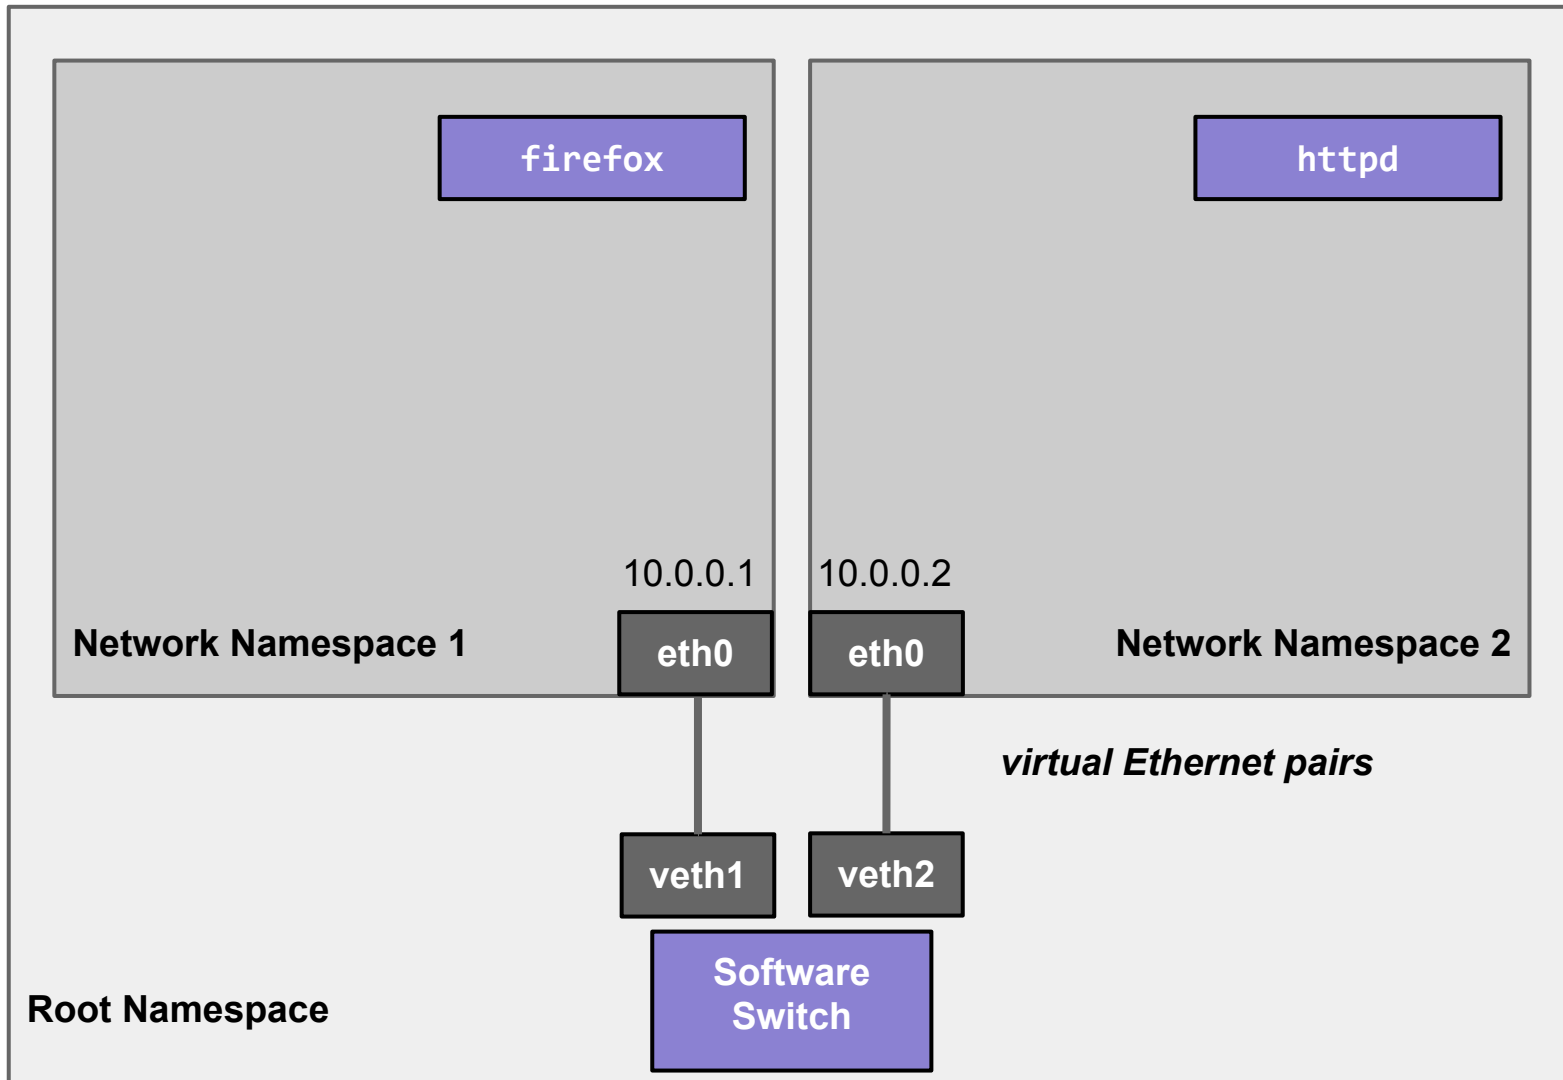 firefox
httpd
10.0.0.1
10.0.0.2
Network Namespace 1
eth0
eth0
Network Namespace 2
virtual Ethernet pairs
veth1
veth2
Software
Switch
Root Namespace